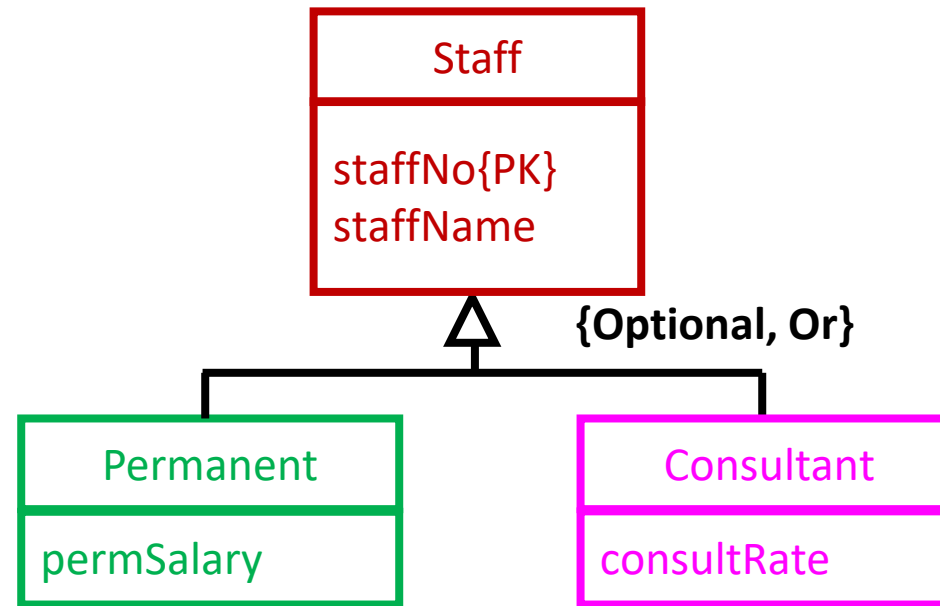 Staff
staffNo{PK}
staffName
{Optional, Or}
Permanent
permSalary
Consultant
consultRate